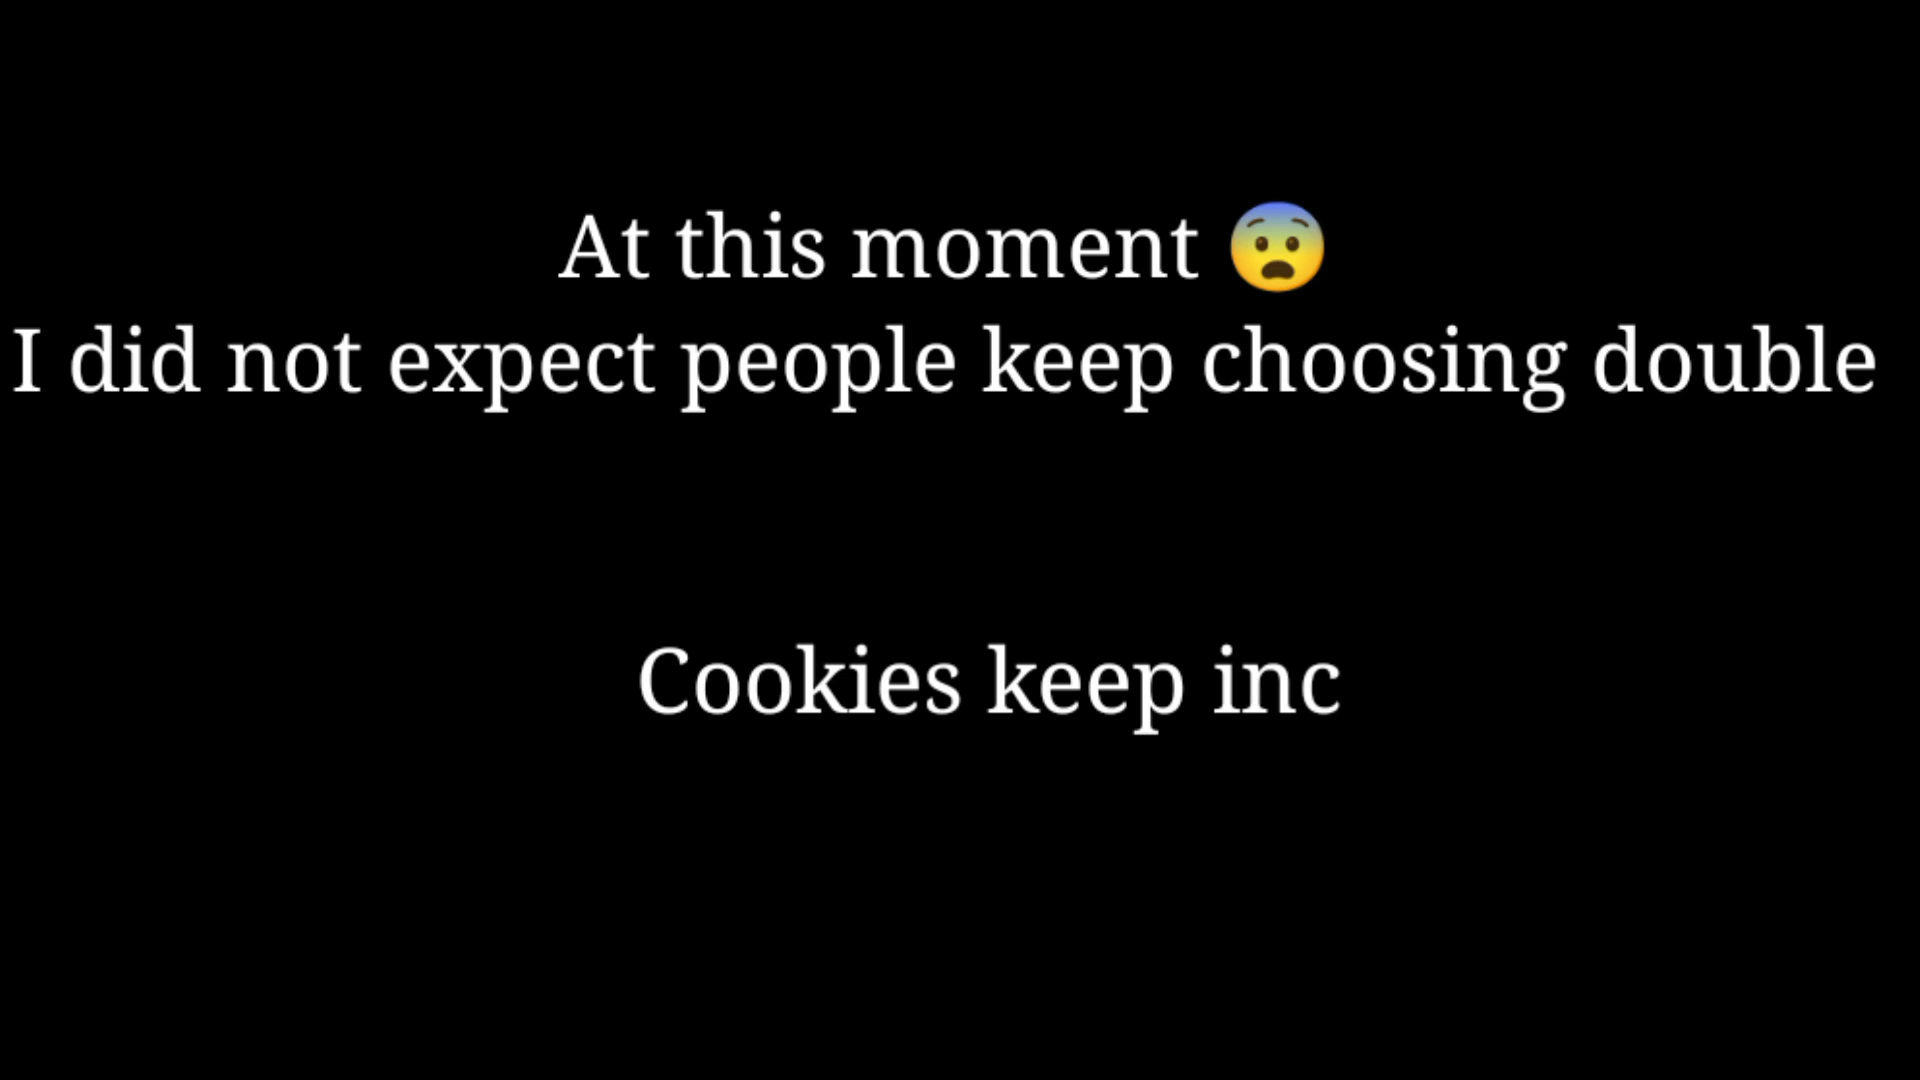 At this moment 😨
I did not expect people keep choosing double
Cookies keep inc